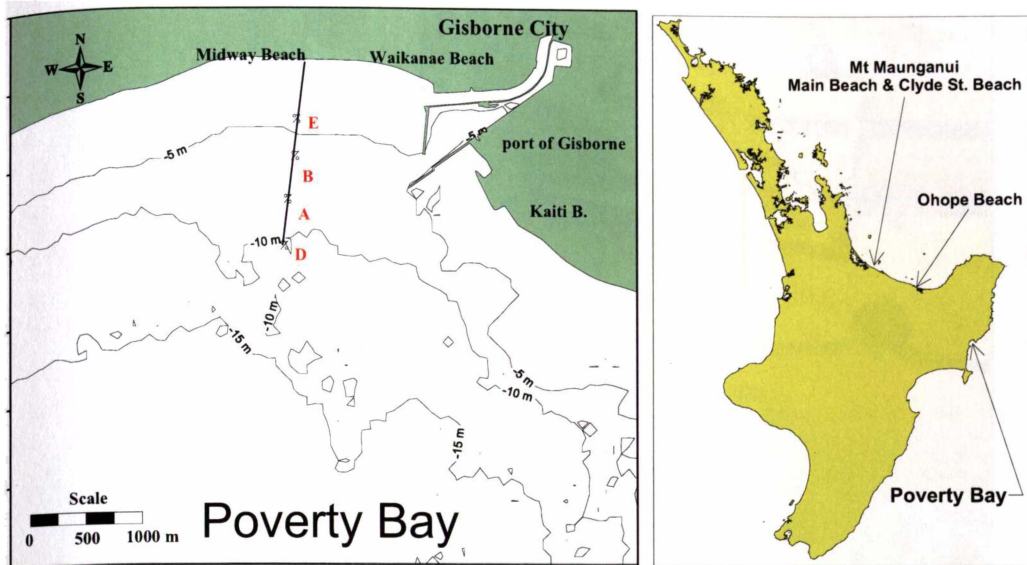 Gisborne City
Midway Beach
Waikanae Beach
N
W E
S
E
-5 m
-5 m
port of Gisborne
B
A
Kaiti B.
-10 m
D
-10 m
-15 m
-5 m
-10 m
-15 m
Scale
0 500 1000 m
Poverty Bay
Mt Maunganui
Main Beach & Clyde St. Beach
Ohope Beach
Poverty Bay